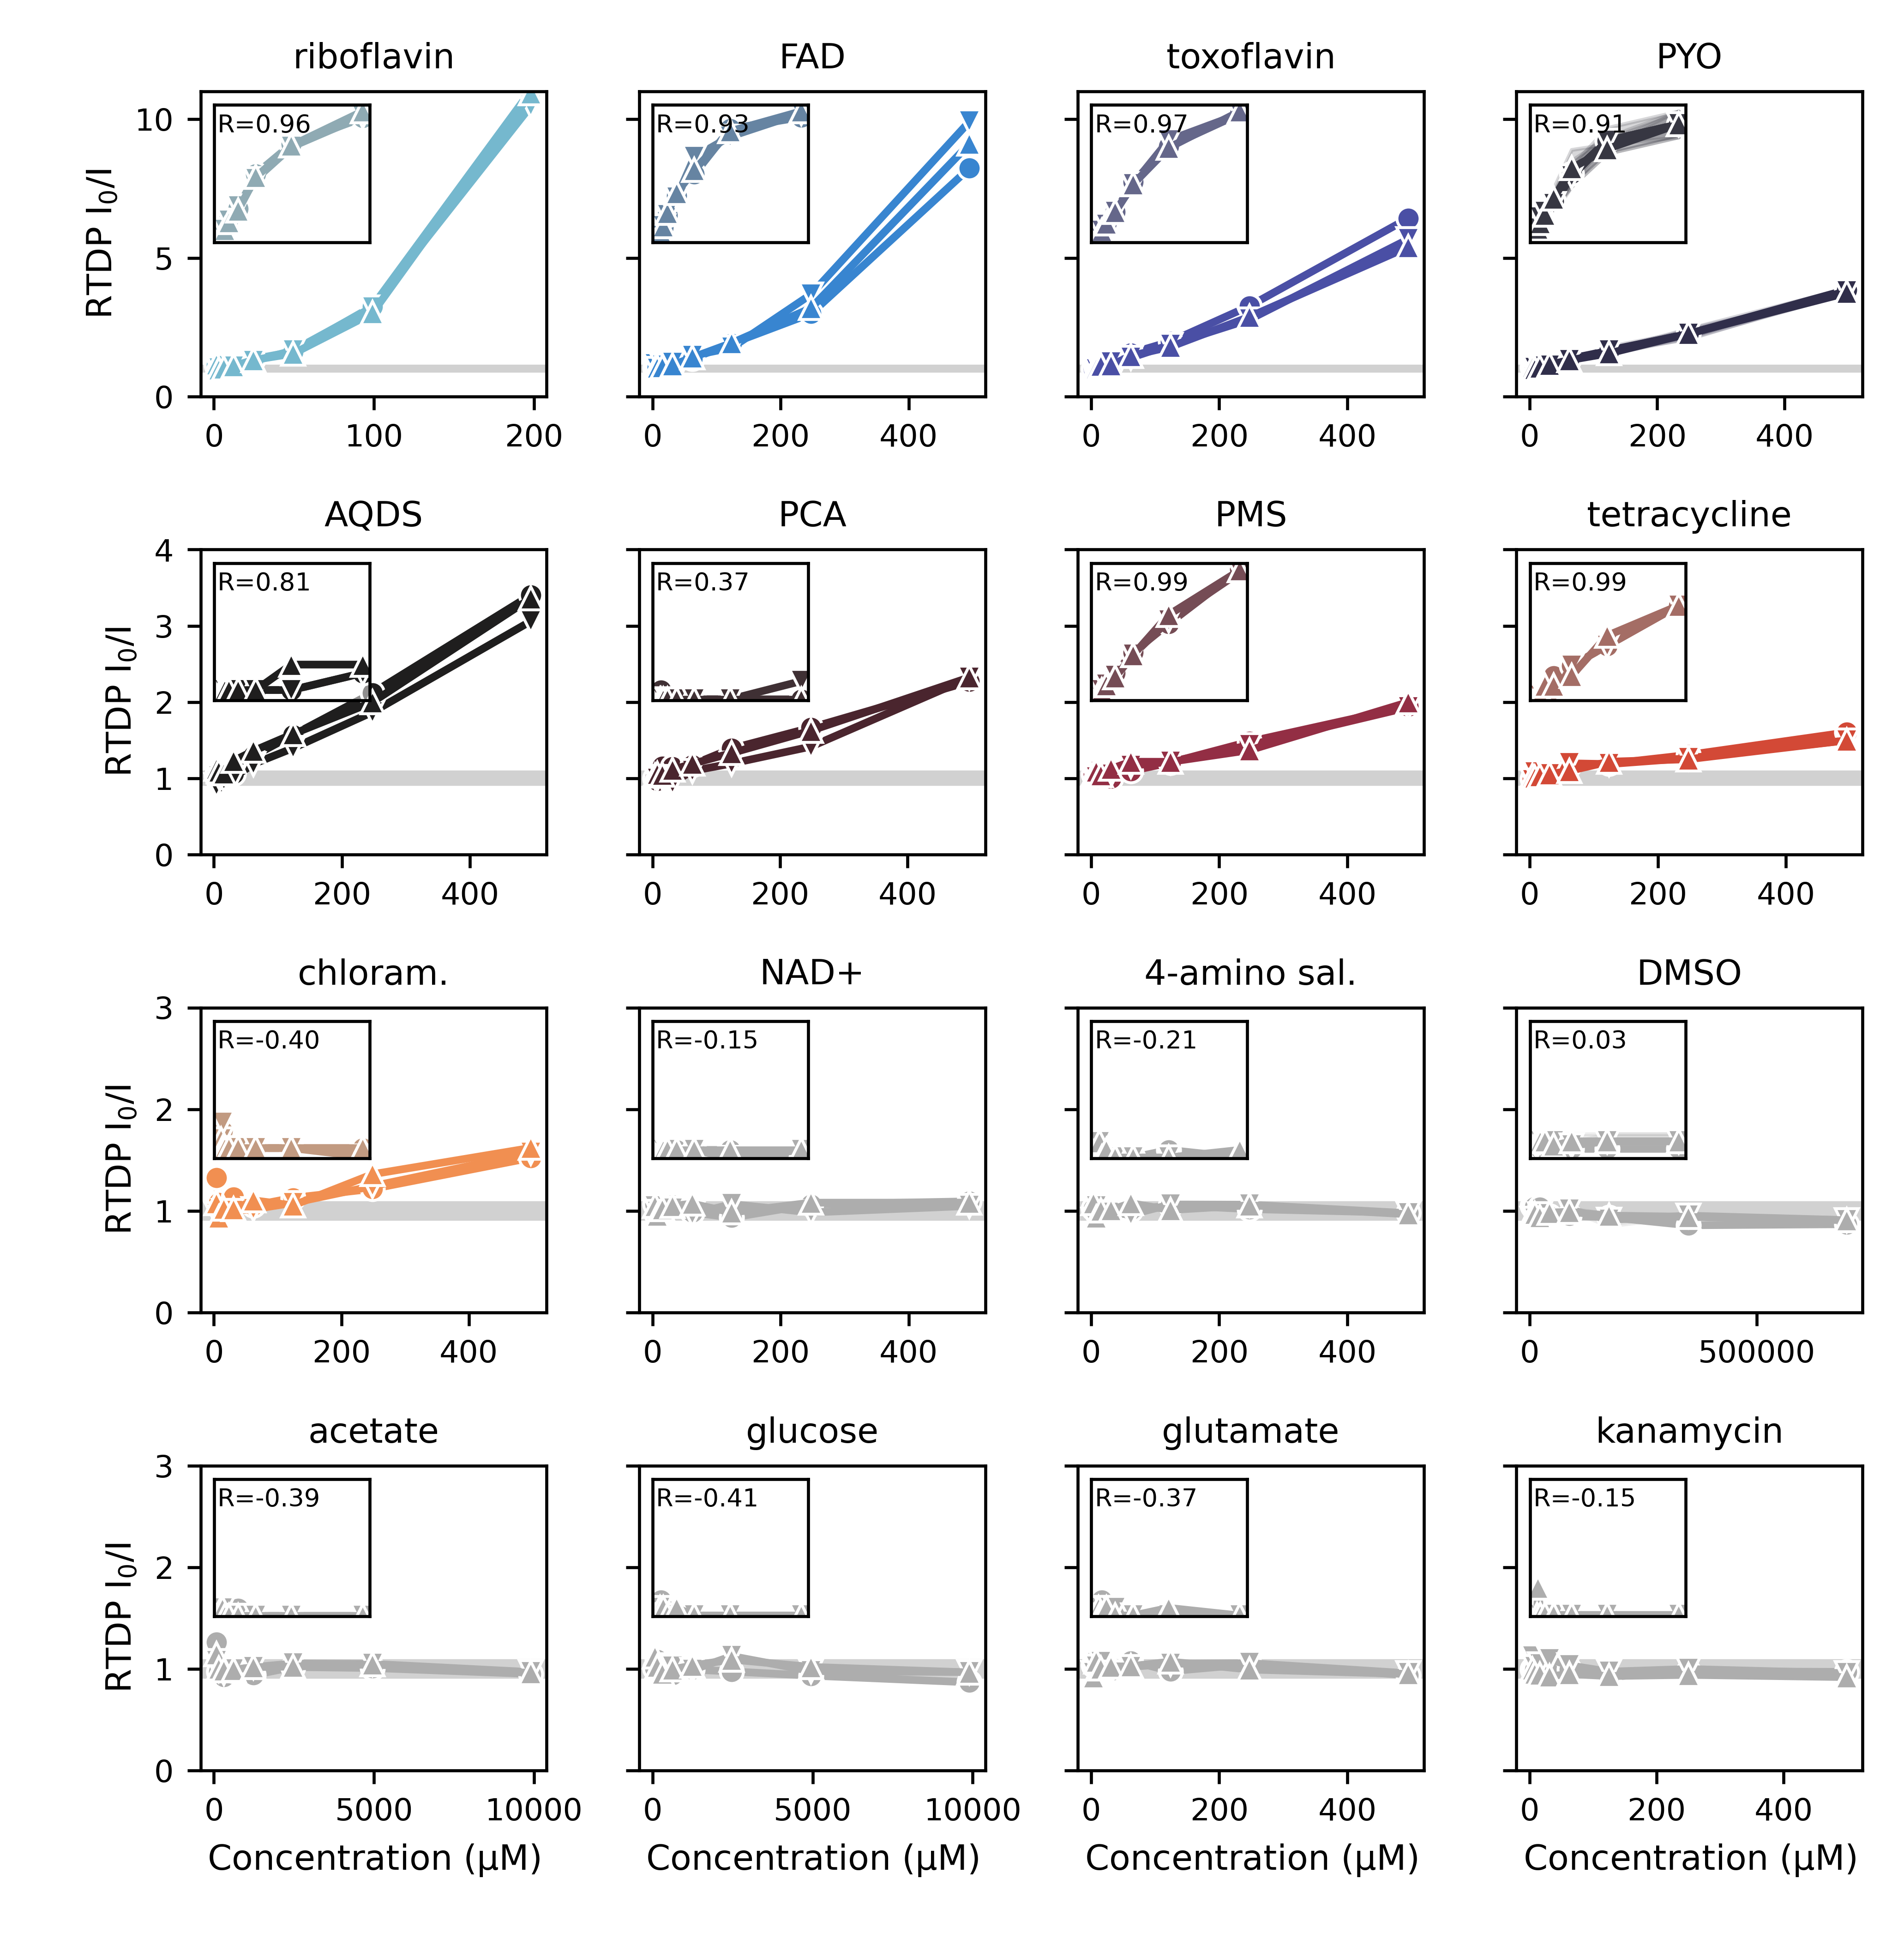 riboflavin FAD toxoflavin PYO
10 R=0.96 R=0.93 R=0.97 R=0.91
RTDP I₀/I
5
0
0 100 200 0 200 400 0 200 400 0 200 400
AQDS PCA PMS tetracycline
4
R=0.81 R=0.37 R=0.99 R=0.99
3
RTDP I₀/I
2
1
0
0 200 400 0 200 400 0 200 400 0 200 400
chloram. NAD+ 4-amino sal. DMSO
3
R=-0.40 R=-0.15 R=-0.21 R=0.03
2
RTDP I₀/I
1
0
0 200 400 0 200 400 0 200 400 0 500000
acetate glucose glutamate kanamycin
3
R=-0.39 R=-0.41 R=-0.37 R=-0.15
2
RTDP I₀/I
1
0
0 5000 10000 0 5000 10000 0 200 400 0 200 400
Concentration (µM) Concentration (µM) Concentration (µM) Concentration (µM)